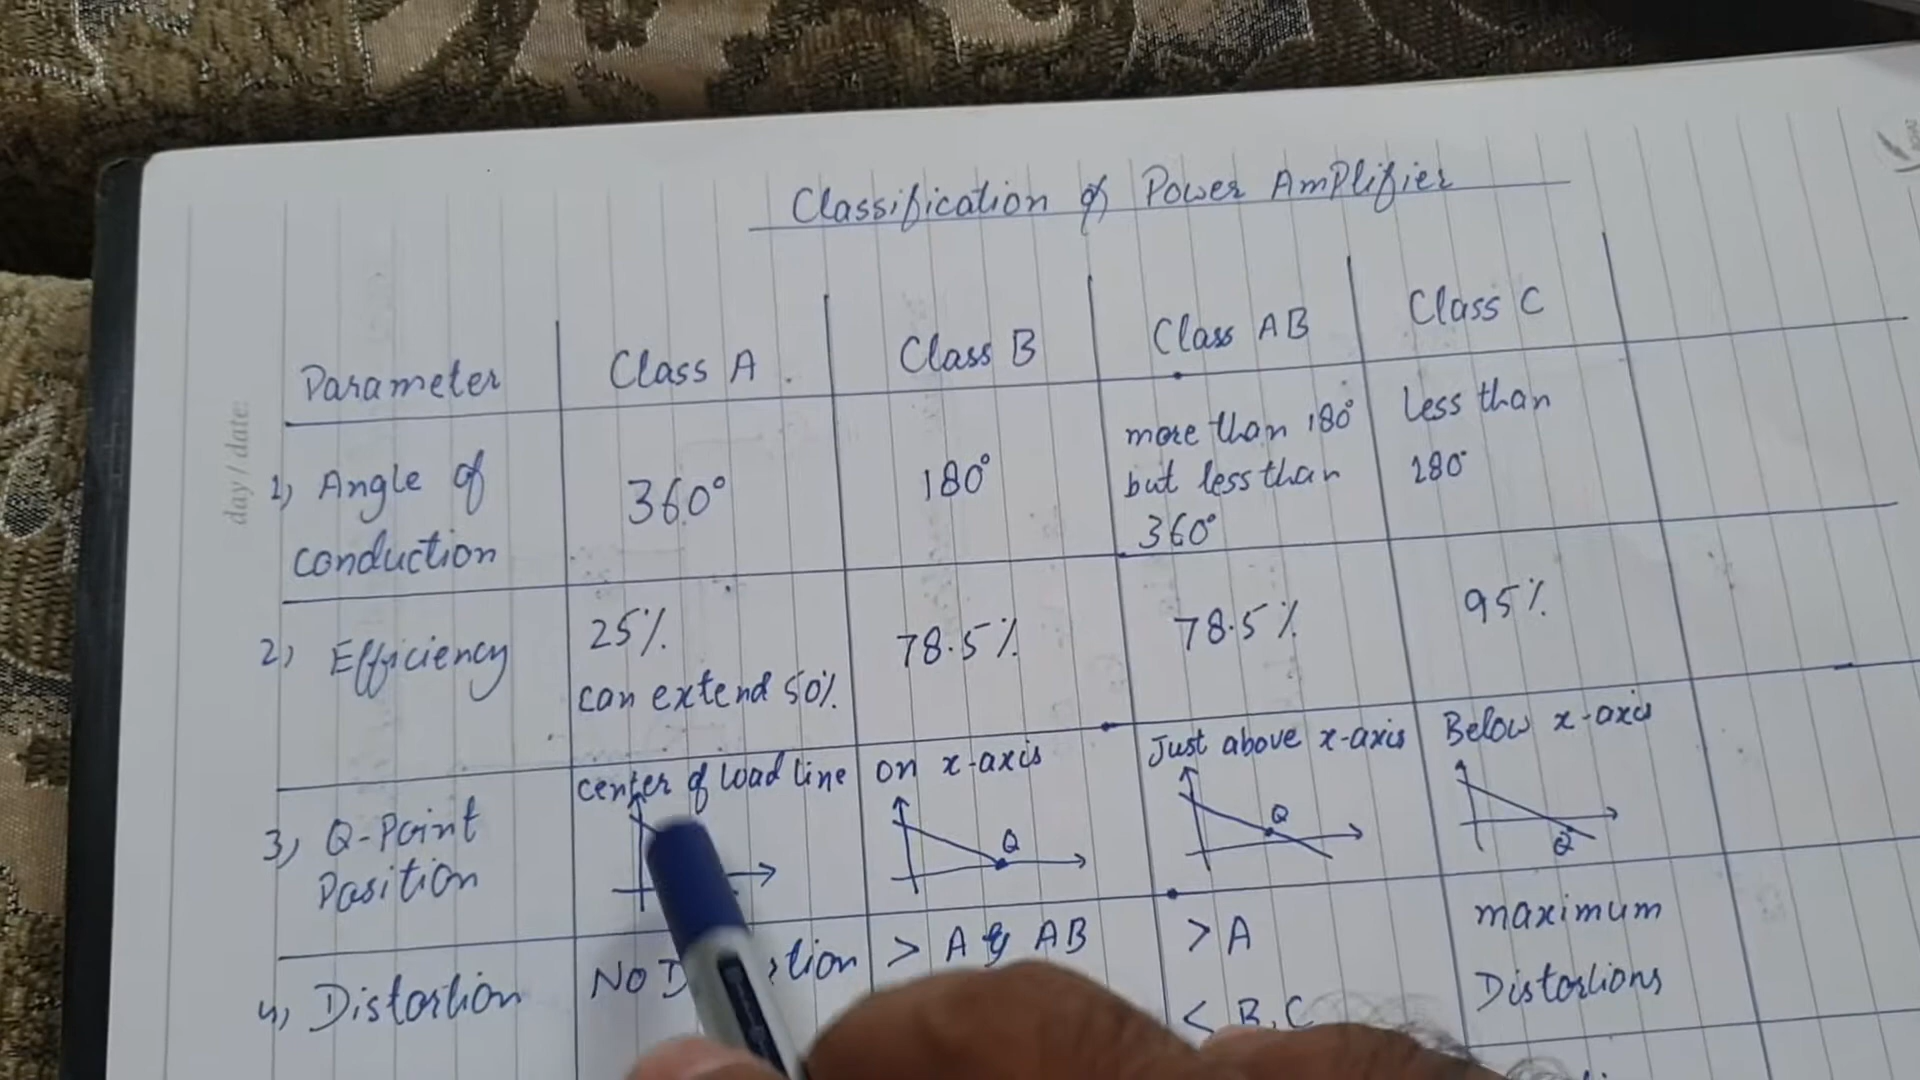 Classification of Power Amplifier
Parameter
Class A
Class B
Class AB
Class C
1) Angle of
conduction
360°
180°
more than 180°
but less than
360°
Less than
180°
2) Efficiency
25%
can extend 50%
78.5%
78.5%
95%
3) Q-Point
Position
center of load line
on x-axis
Q
Just above x-axis
Q
Below x-axis
Q
4) Distortion
NO
> A & AB
> A
< B, C
maximum
Distortions
day / date: